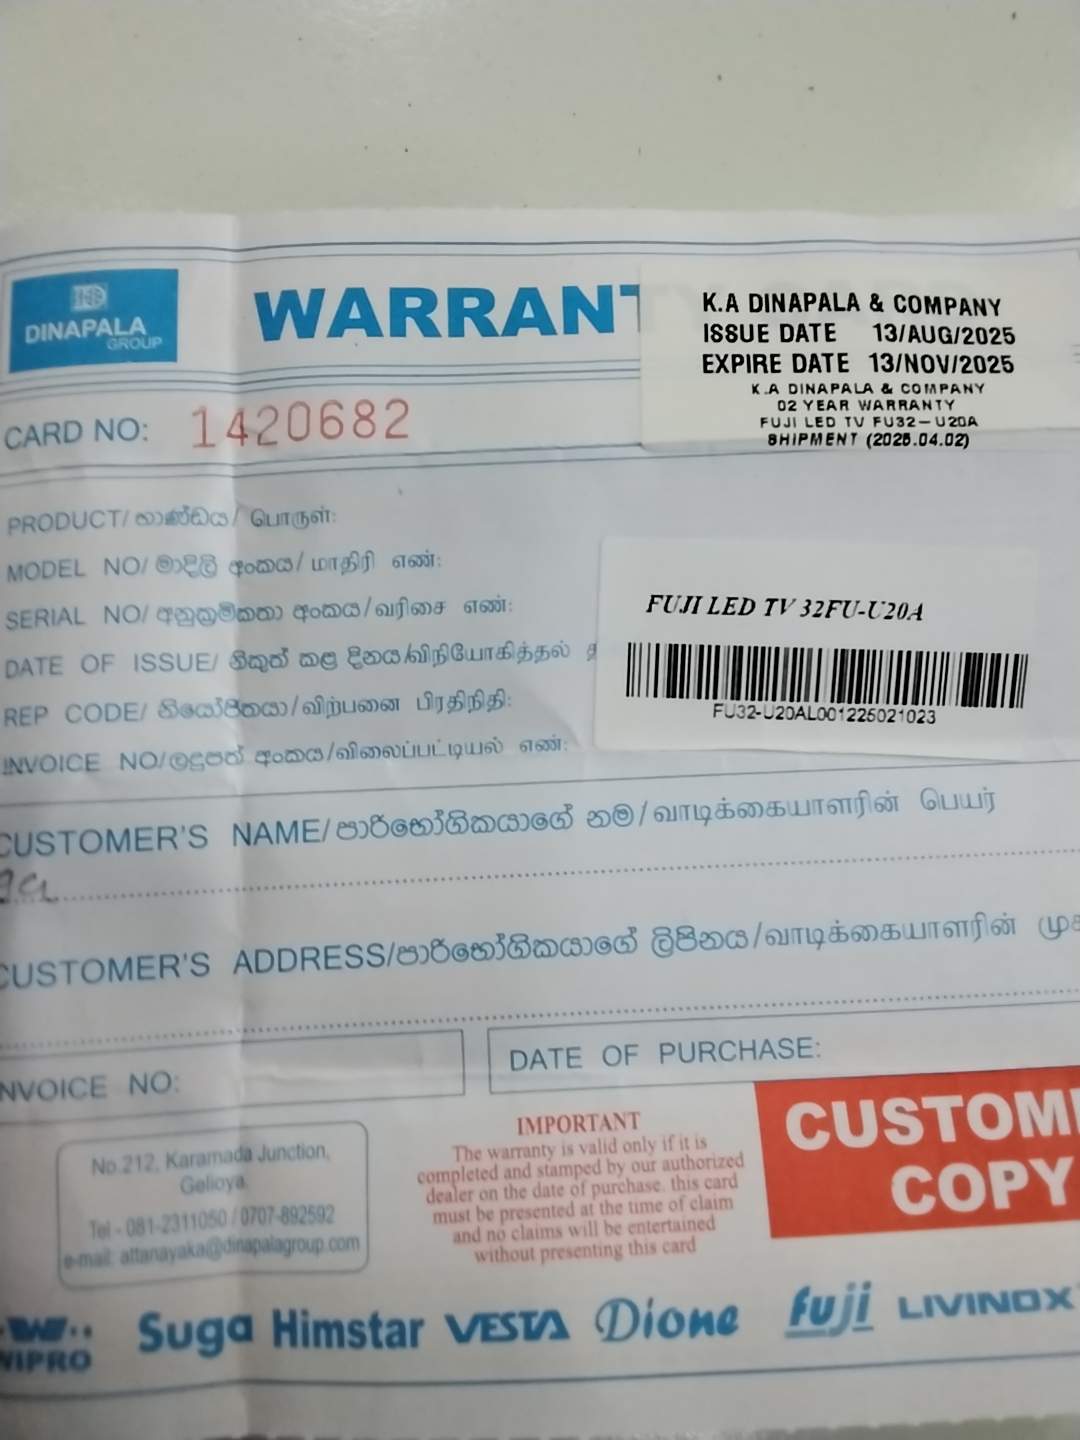 DINAPALA
GROUP
WARRANT
K.A DINAPALA & COMPANY
ISSUE DATE 13/AUG/2025
EXPIRE DATE 13/NOV/2025
K.A DINAPALA & COMPANY
02 YEAR WARRANTY
FUJI LED TV FU32-U20A
SHIPMENT (2025.04.02)
CARD NO: 1420682
PRODUCT/ භාණ්ඩය/ பொருள்:
MODEL NO/ මාදිලි අංකය/ மாதிரி எண்:
SERIAL NO/ අනුක්‍රමිකතා අංකය/ வரிசை எண்:
DATE OF ISSUE/ නිකුත් කළ දිනය/விநியோகித்தல்
REP CODE/ නියෝජිතයා/ விற்பனை பிரதிநிதி:
INVOICE NO/ලදුපත් අංකය/விலைப்பட்டியல் எண்:
FUJI LED TV 32FU-U20A
FU32-U20AL001225021023
CUSTOMER'S NAME/පාරිභෝගිකයාගේ නම/வாடிக்கையாளரின் பெயர்
CUSTOMER'S ADDRESS/පාරිභෝගිකයාගේ ලිපිනය/வாடிக்கையாளரின்
NVOICE NO:
DATE OF PURCHASE:
No.212, Karamada Junction,
Gelioya.
Tel - 081-2311050 / 0707-892592
e-mail: attanayaka@dinapalagroup.com
IMPORTANT
The warranty is valid only if it is
completed and stamped by our authorized
dealer on the date of purchase. this card
must be presented at the time of claim
and no claims will be entertained
without presenting this card
CUSTOM
COPY
WIPRO
Suga Himstar VESTA Dione fuji LIVINOX